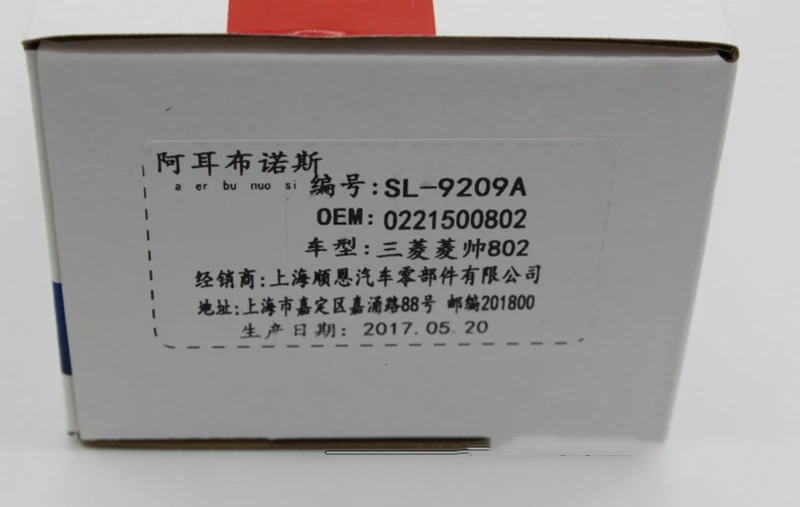 阿耳布诺斯
a er bu nuo si
编号:SL-9209A
OEM: 0221500802
车型:三菱菱帅802
经销商:上海顺恩汽车零部件有限公司
地址:上海市嘉定区嘉涌路88号 邮编201800
生产日期: 2017.05.20